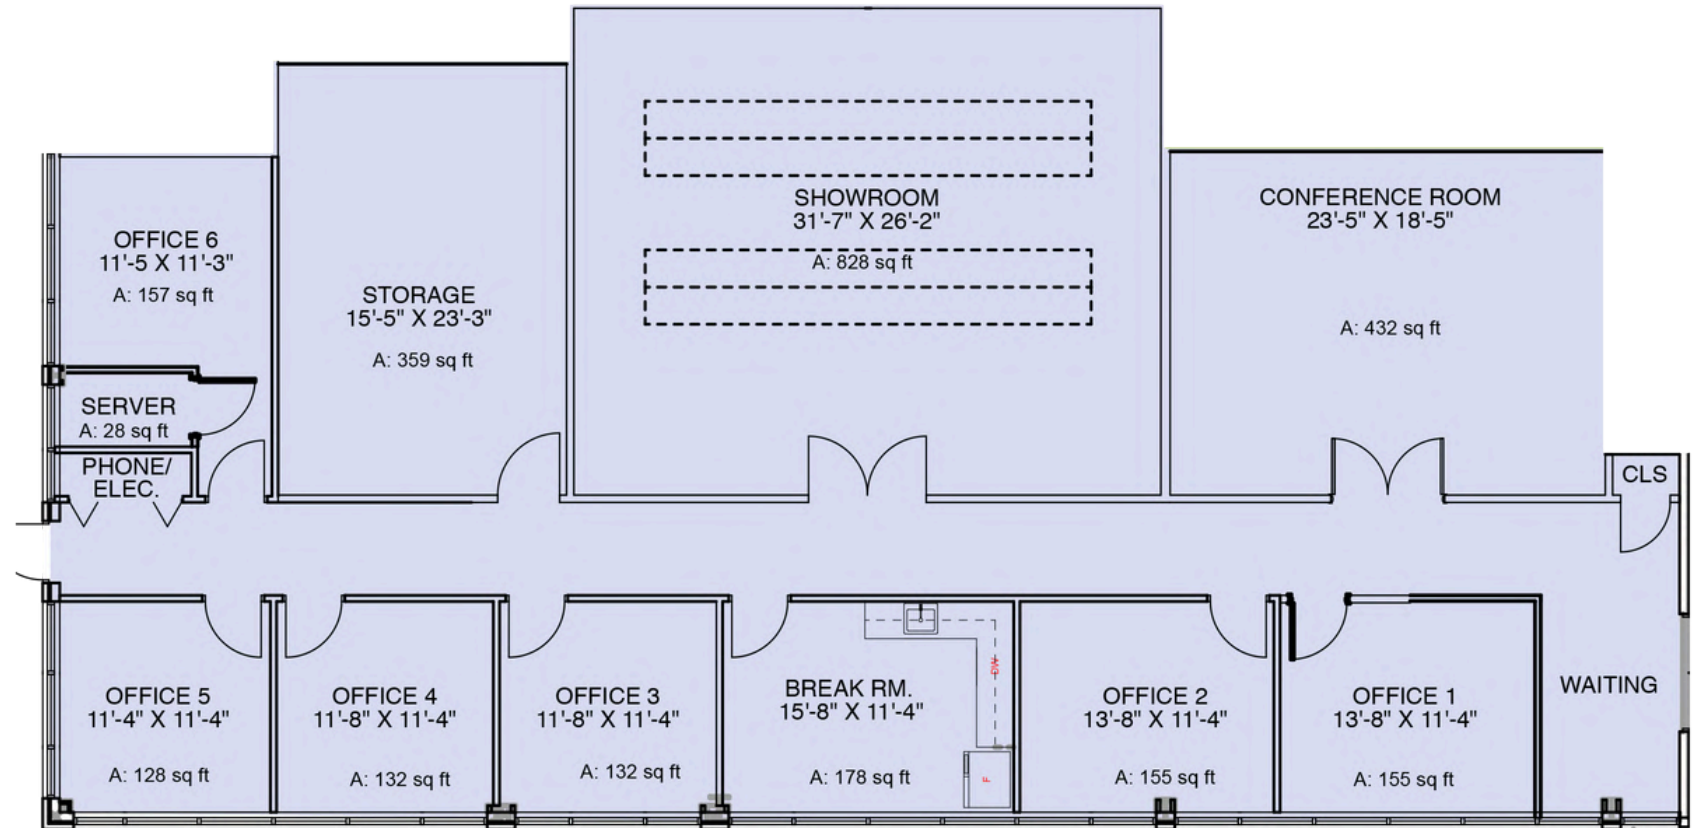 SHOWROOM
31'-7" X 26'-2"
A: 828 sq ft
CONFERENCE ROOM
23'-5" X 18'-5"
A: 432 sq ft
OFFICE 6
11'-5 X 11'-3"
A: 157 sq ft
STORAGE
15'-5" X 23'-3"
A: 359 sq ft
SERVER
A: 28 sq ft
PHONE/
ELEC.
CLS
OFFICE 5
11'-4" X 11'-4"
A: 128 sq ft
OFFICE 4
11'-8" X 11'-4"
A: 132 sq ft
OFFICE 3
11'-8" X 11'-4"
A: 132 sq ft
BREAK RM.
15'-8" X 11'-4"
A: 178 sq ft
DW
F
OFFICE 2
13'-8" X 11'-4"
A: 155 sq ft
OFFICE 1
13'-8" X 11'-4"
A: 155 sq ft
WAITING